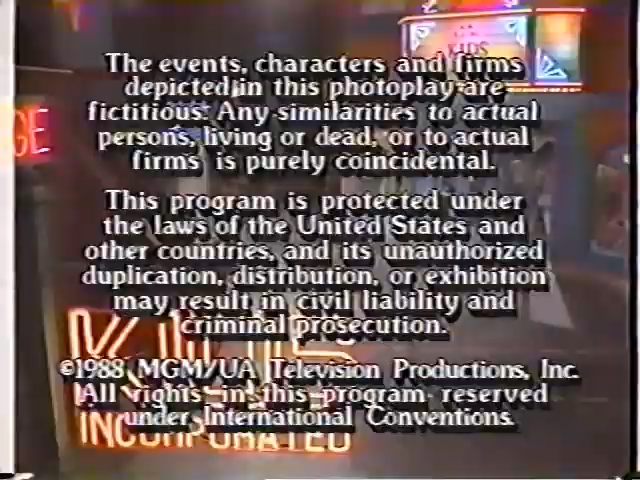 KIDS
GE
The events, characters and firms
depicted in this photoplay are
fictitious. Any similarities to actual
persons, living or dead, or to actual
firms is purely coincidental.
This program is protected under
the laws of the United States and
other countries, and its unauthorized
duplication, distribution, or exhibition
may result in civil liability and
criminal prosecution.
©1988 MGM/UA Television Productions, Inc.
All rights in this program reserved
under International Conventions.
KIDS
INCORPORATED